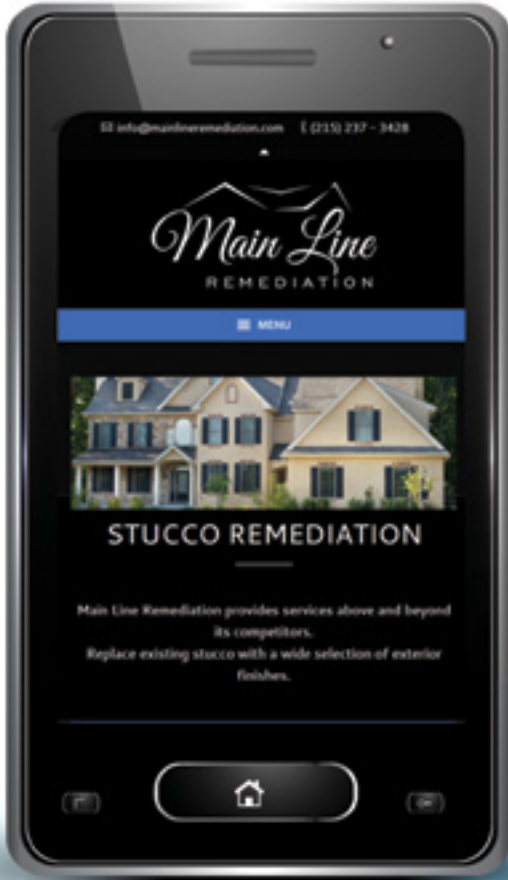 info@mainlineremediation.com (215) 237 - 3428
Main Line
REMEDIATION
MENU
STUCCO REMEDIATION
Main Line Remediation provides services above and beyond
its competitors.
Replace existing stucco with a wide selection of exterior
finishes.